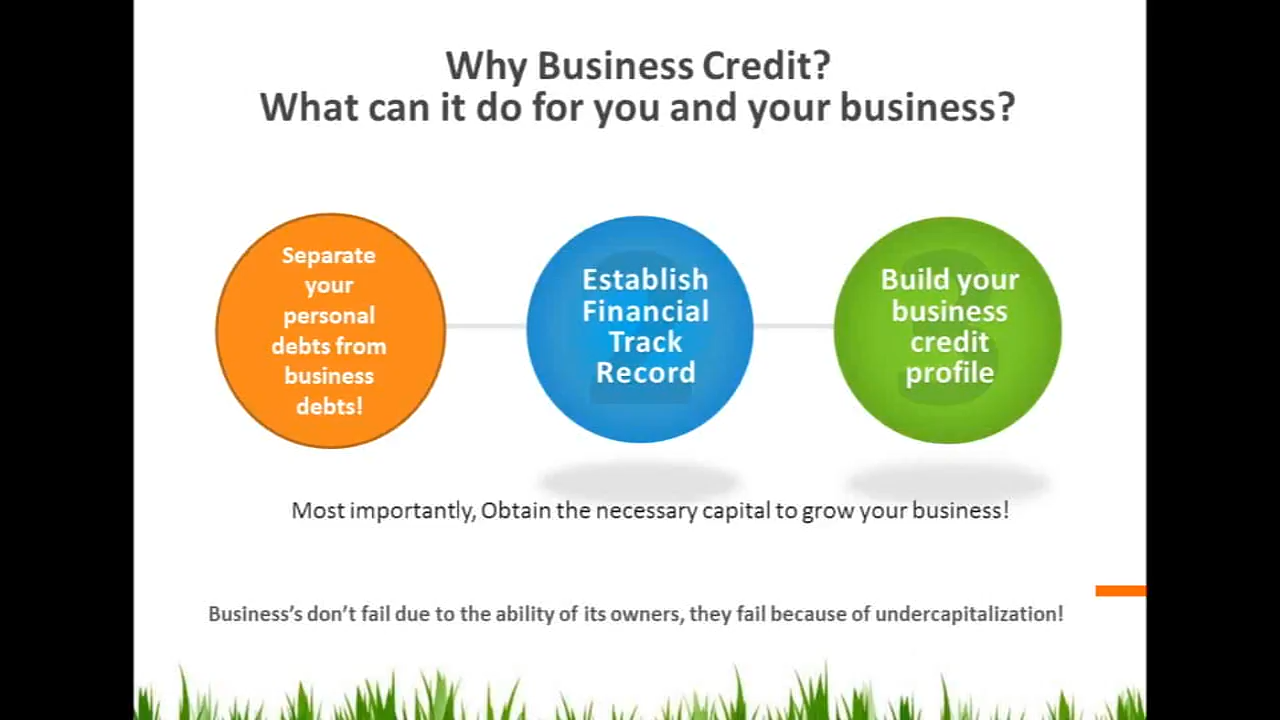 Why Business Credit?
What can it do for you and your business?
Separate
your
personal
debts from
business
debts!
Establish
Financial
Track
Record
Build your
business
credit
profile
Most importantly, Obtain the necessary capital to grow your business!
Business’s don’t fail due to the ability of its owners, they fail because of undercapitalization!